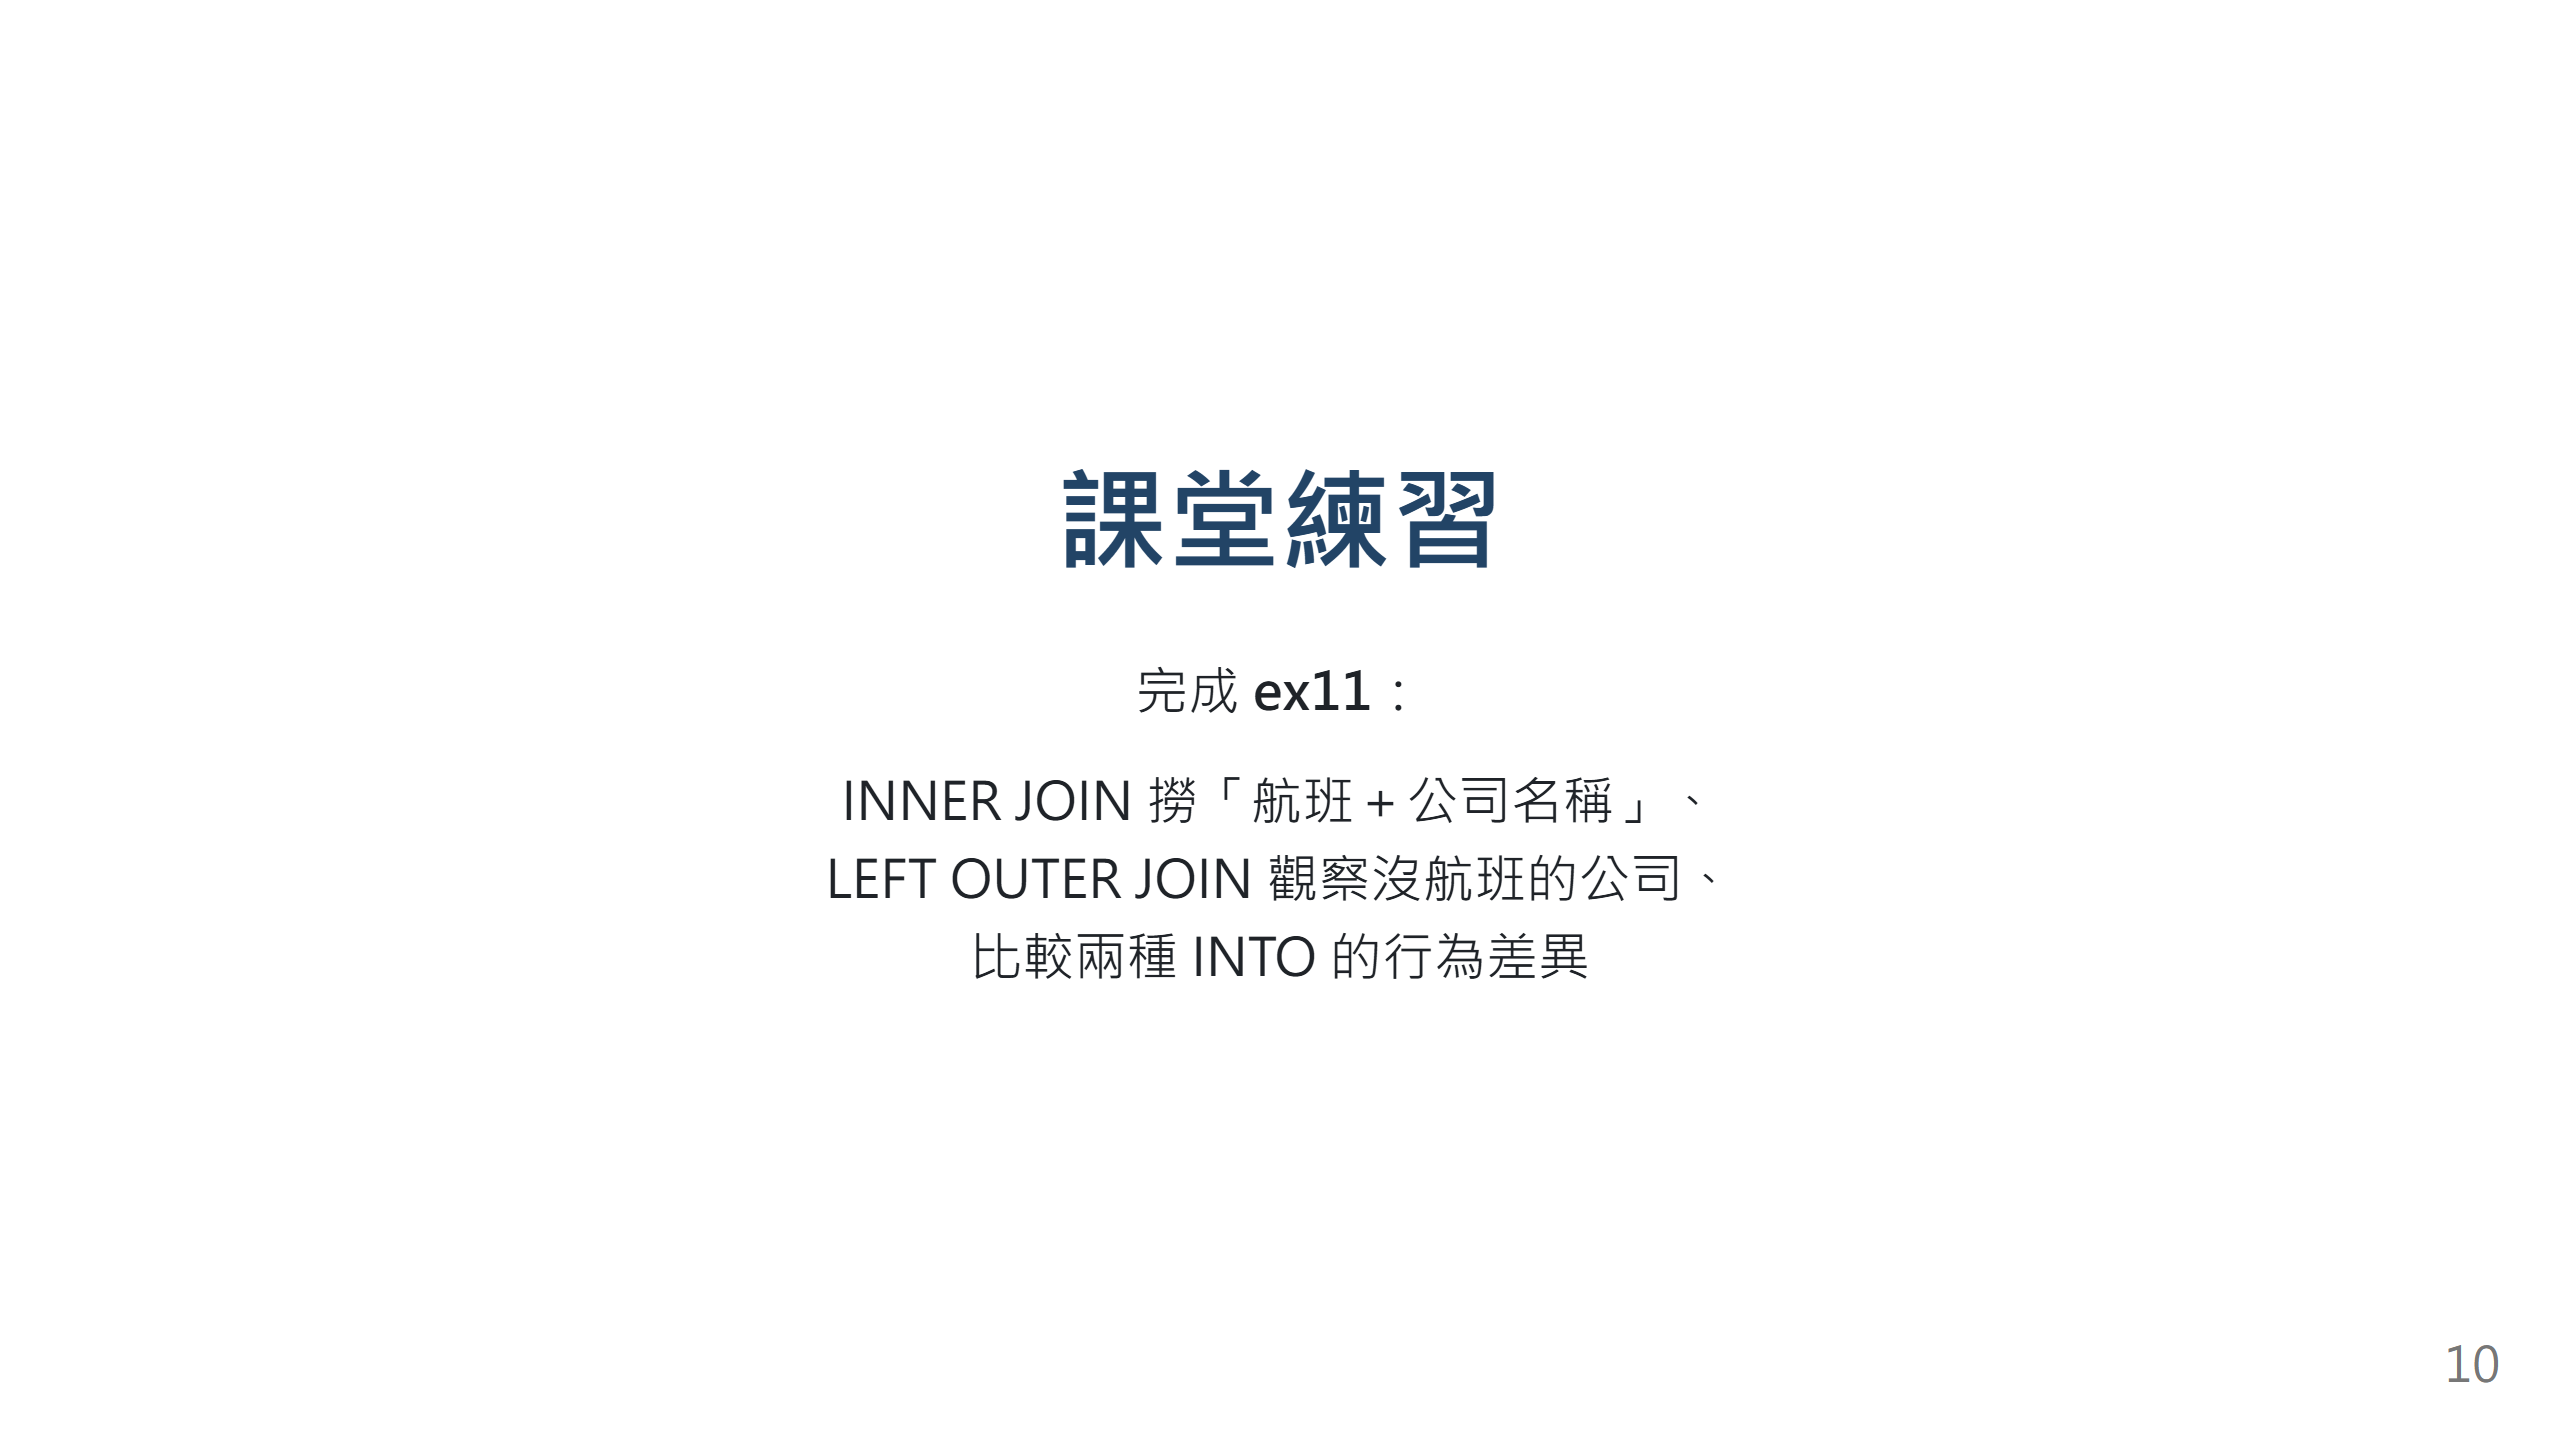 課堂練習
完成 ex11：
INNER JOIN 撈「航班 + 公司名稱」、
LEFT OUTER JOIN 觀察沒航班的公司、
比較兩種 INTO 的行為差異
10